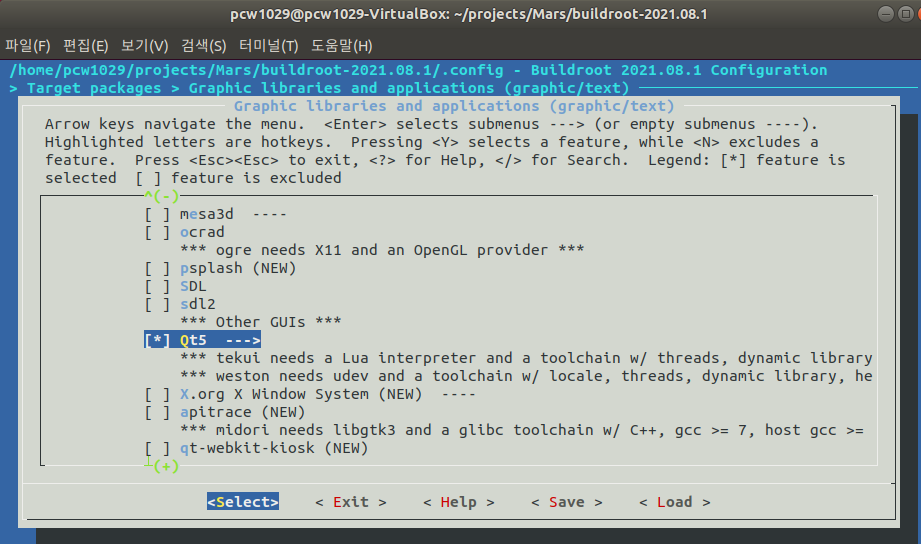 pcw1029@pcw1029-VirtualBox: ~/projects/Mars/buildroot-2021.08.1
파일(F) 편집(E) 보기(V) 검색(S) 터미널(T) 도움말(H)
/home/pcw1029/projects/Mars/buildroot-2021.08.1/.config - Buildroot 2021.08.1 Configuration
> Target packages > Graphic libraries and applications (graphic/text)
Graphic libraries and applications (graphic/text)
Arrow keys navigate the menu.  <Enter> selects submenus ---> (or empty submenus ----).
Highlighted letters are hotkeys.  Pressing <Y> selects a feature, while <N> excludes a
feature.  Press <Esc><Esc> to exit, <?> for Help, </> for Search.  Legend: [*] feature is
selected  [ ] feature is excluded
^(-)
[ ] mesa3d  ----
[ ] ocrad
*** ogre needs X11 and an OpenGL provider ***
[ ] psplash (NEW)
[ ] SDL
[ ] sdl2
*** Other GUIs ***
[*] Qt5  --->
*** tekui needs a Lua interpreter and a toolchain w/ threads, dynamic library
*** weston needs udev and a toolchain w/ locale, threads, dynamic library, he
[ ] X.org X Window System (NEW)  ----
[ ] apitrace (NEW)
*** midori needs libgtk3 and a glibc toolchain w/ C++, gcc >= 7, host gcc >=
[ ] qt-webkit-kiosk (NEW)
┴(+)
<Select>    < Exit >    < Help >    < Save >    < Load >